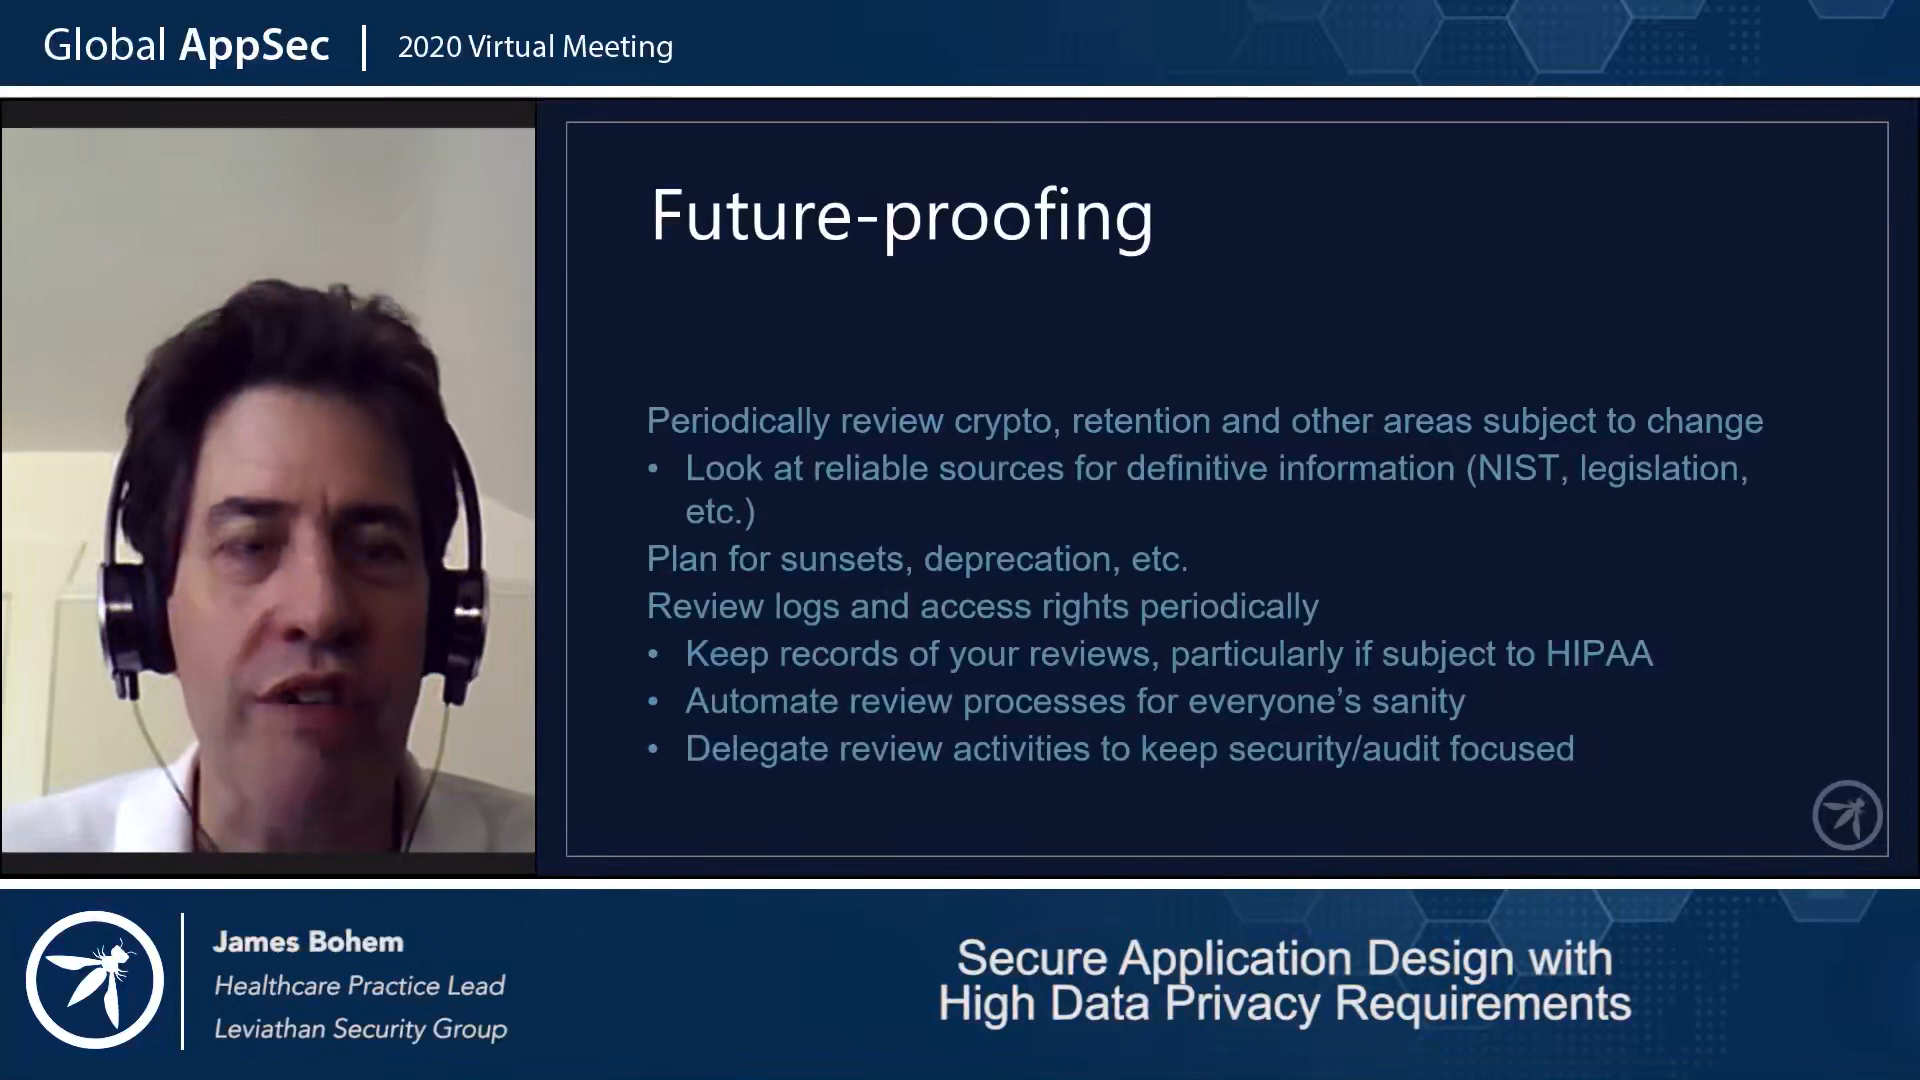 Global AppSec | 2020 Virtual Meeting
Future-proofing
Periodically review crypto, retention and other areas subject to change
• Look at reliable sources for definitive information (NIST, legislation,
etc.)
Plan for sunsets, deprecation, etc.
Review logs and access rights periodically
• Keep records of your reviews, particularly if subject to HIPAA
• Automate review processes for everyone’s sanity
• Delegate review activities to keep security/audit focused
James Bohem
Healthcare Practice Lead
Leviathan Security Group
Secure Application Design with
High Data Privacy Requirements